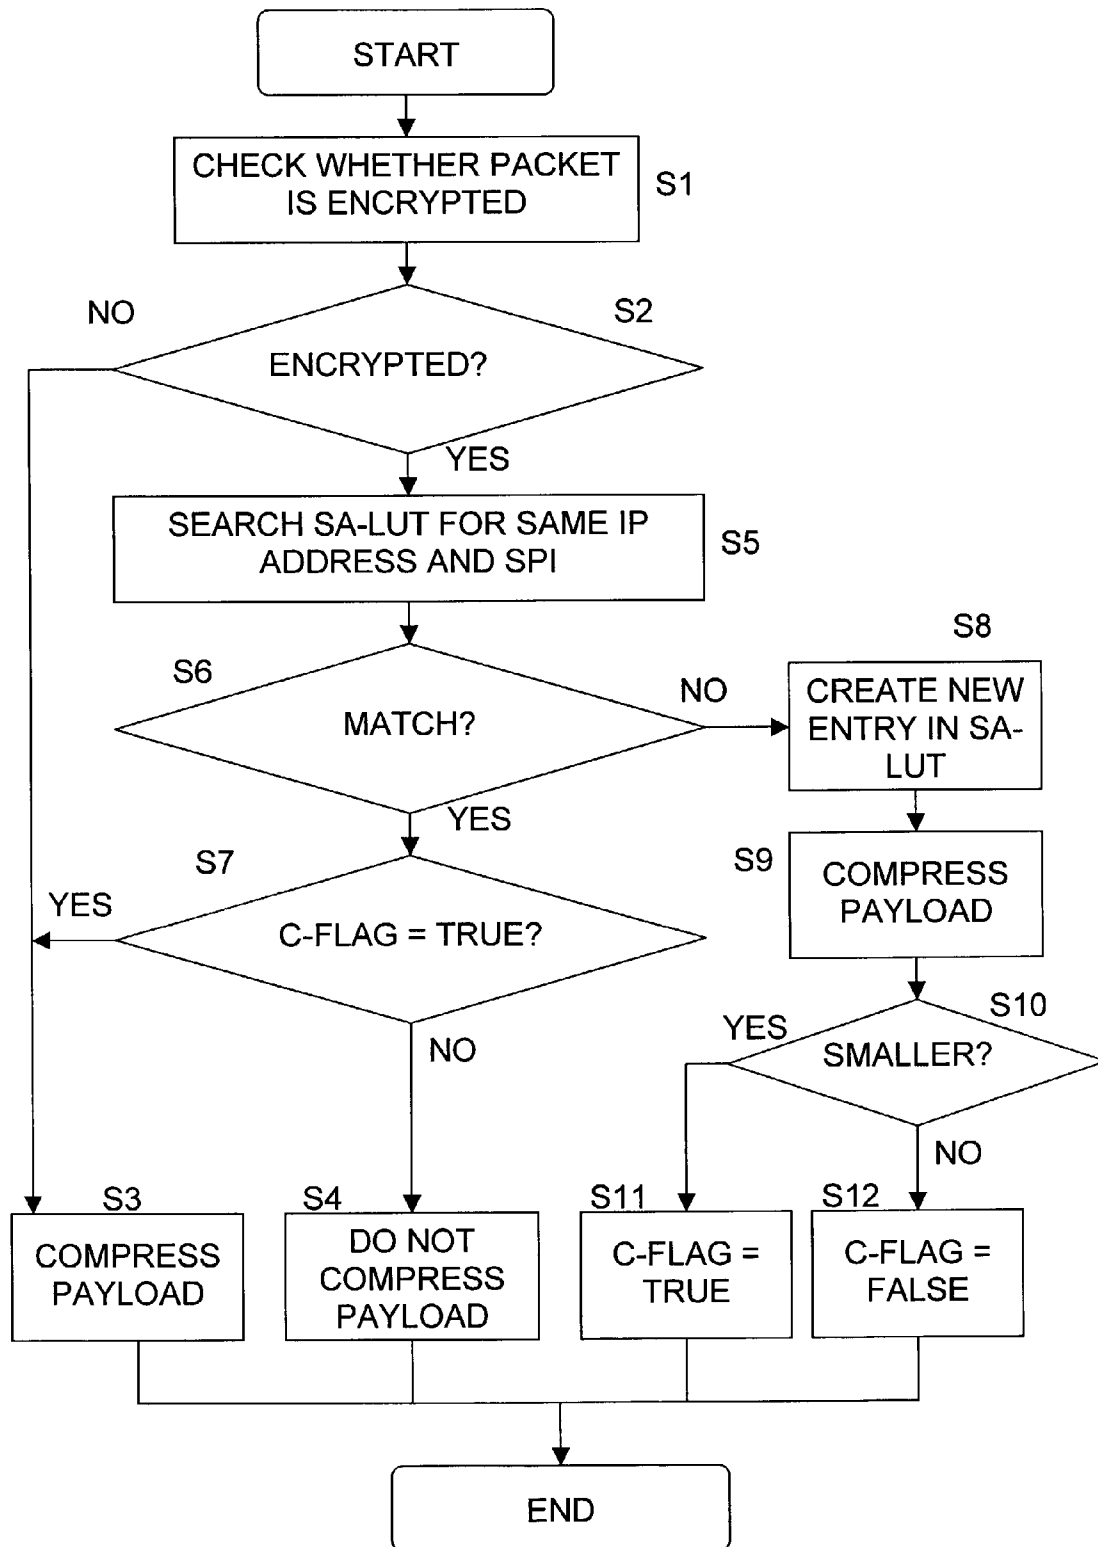 START
CHECK WHETHER PACKET
IS ENCRYPTED
S1
NO
S2
ENCRYPTED?
YES
SEARCH SA-LUT FOR SAME IP
ADDRESS AND SPI
S5
S8
S6
NO
CREATE NEW
ENTRY IN SA-
LUT
MATCH?
YES
S7
S9
COMPRESS
PAYLOAD
YES
C-FLAG = TRUE?
NO
YES
S10
SMALLER?
NO
S3
COMPRESS
PAYLOAD
S4
DO NOT
COMPRESS
PAYLOAD
S11
C-FLAG =
TRUE
S12
C-FLAG =
FALSE
END